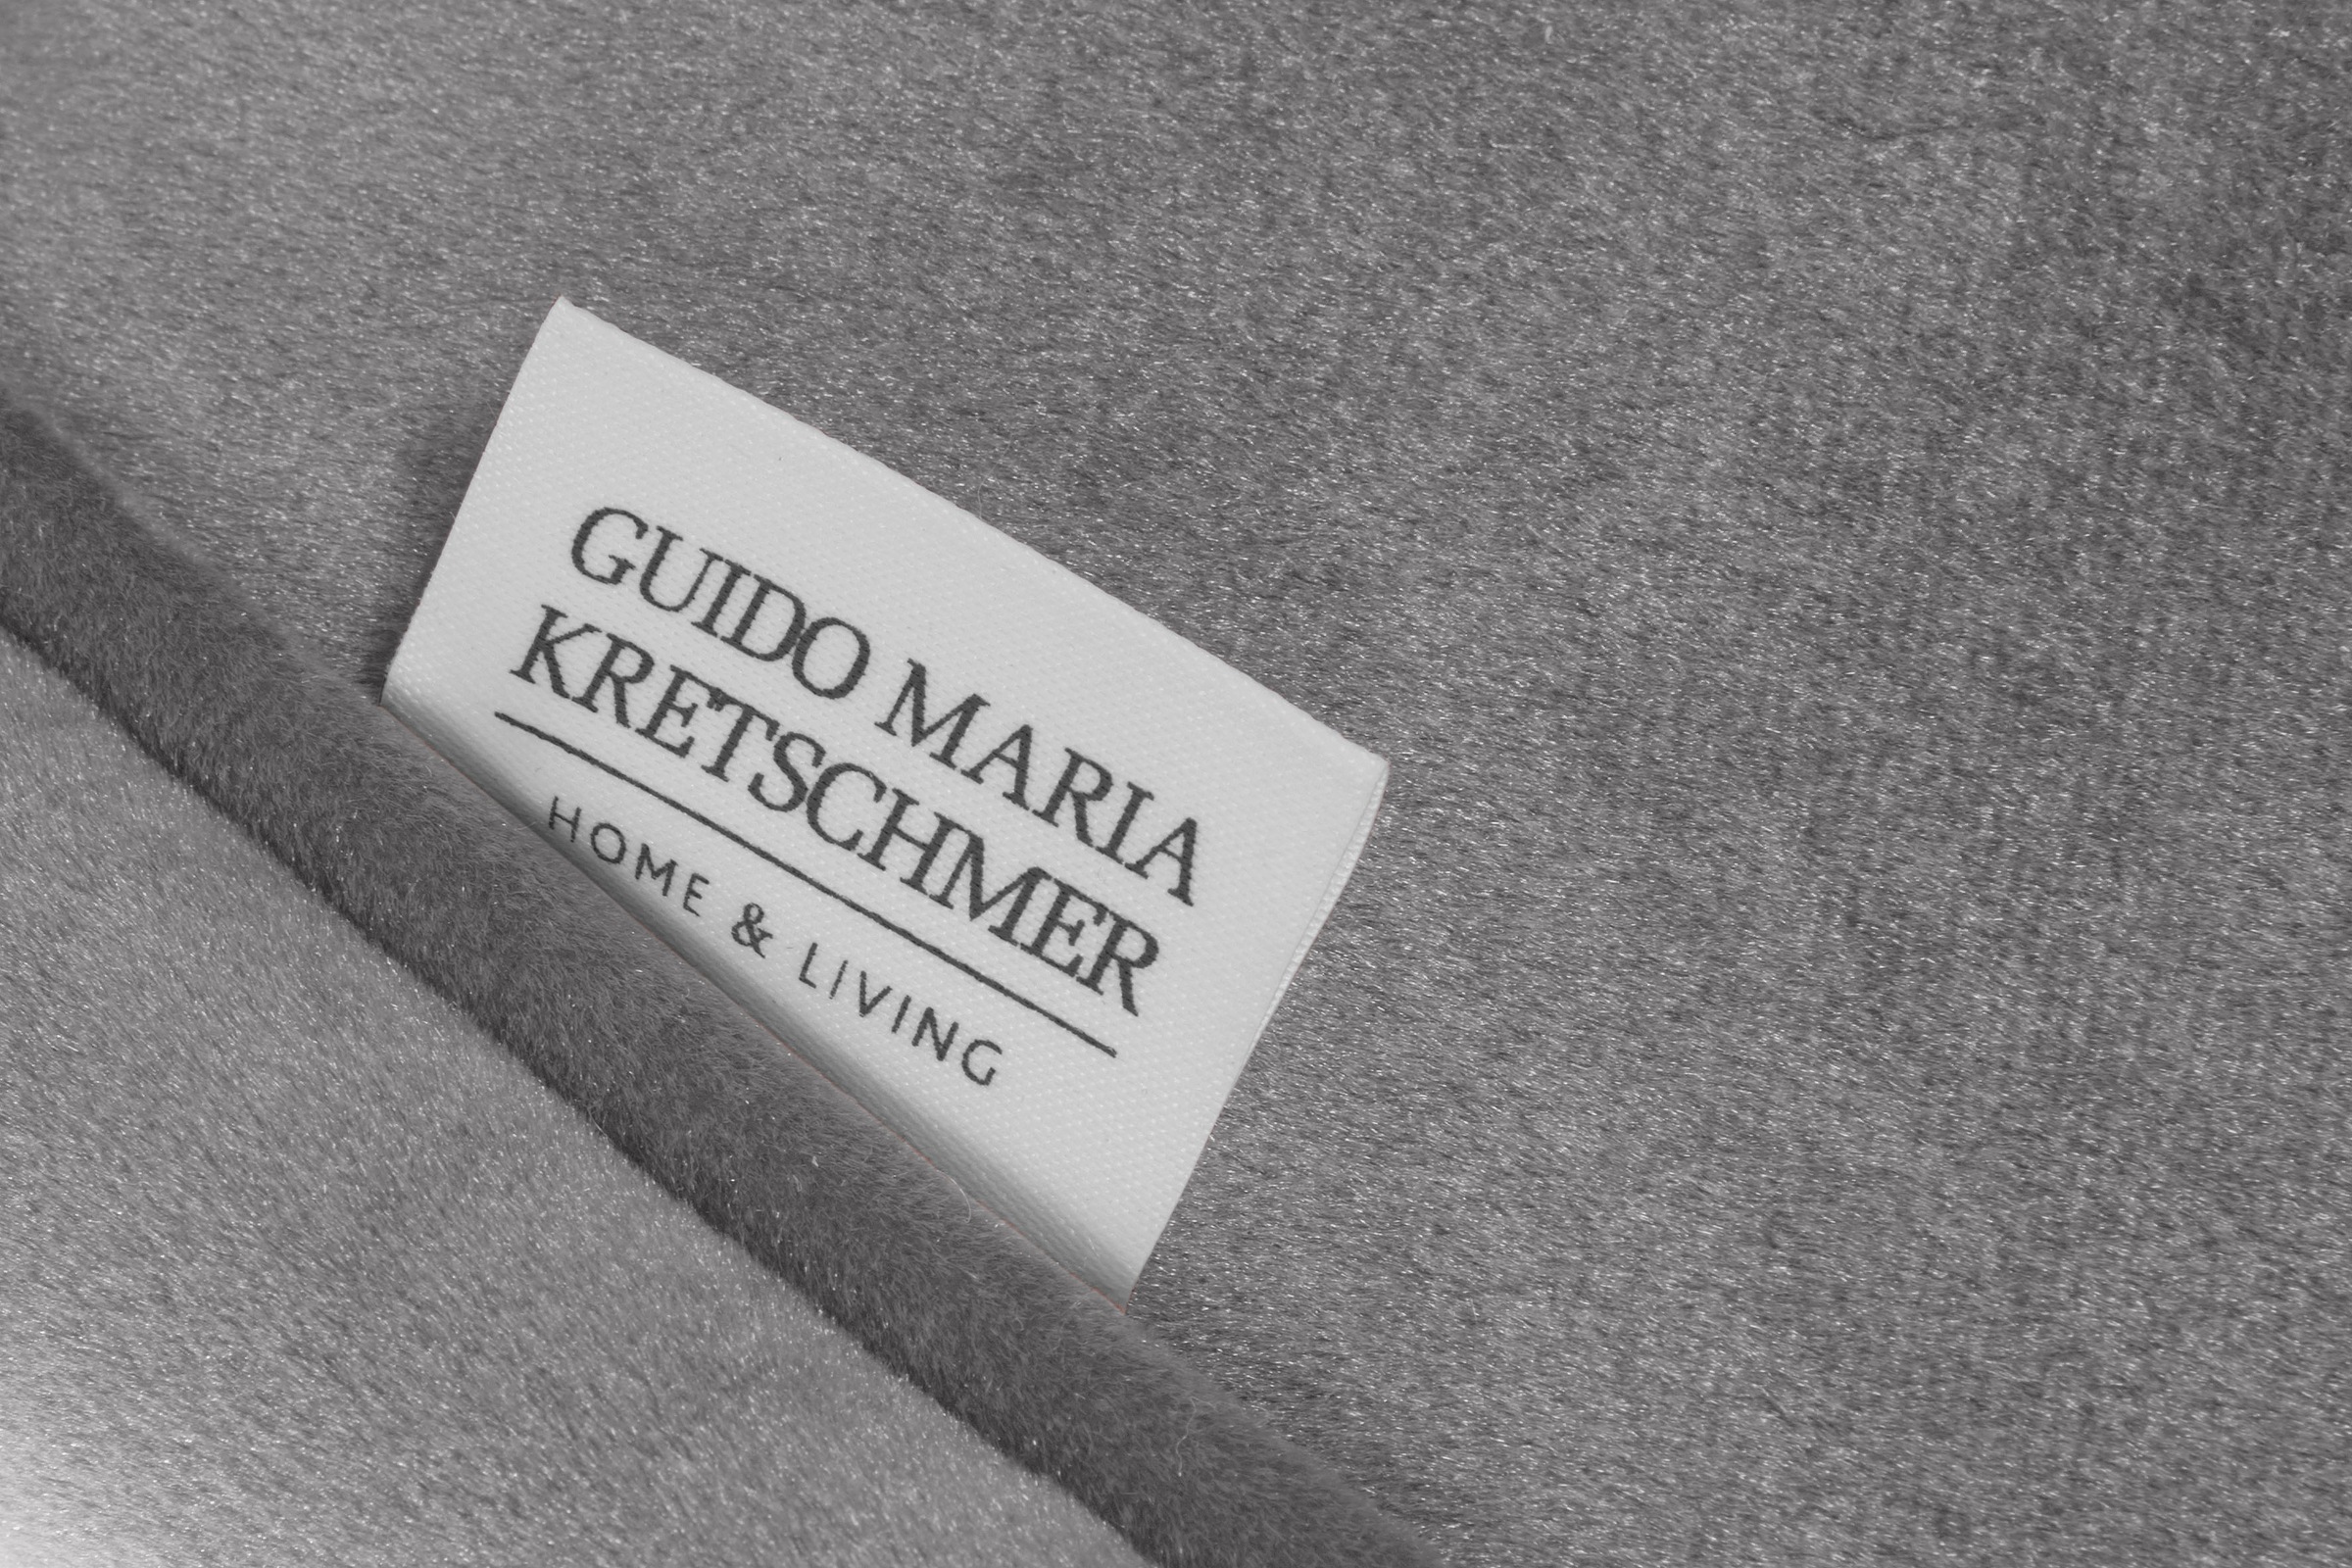 GUIDO MARIA
KRETSCHMER
HOME & LIVING